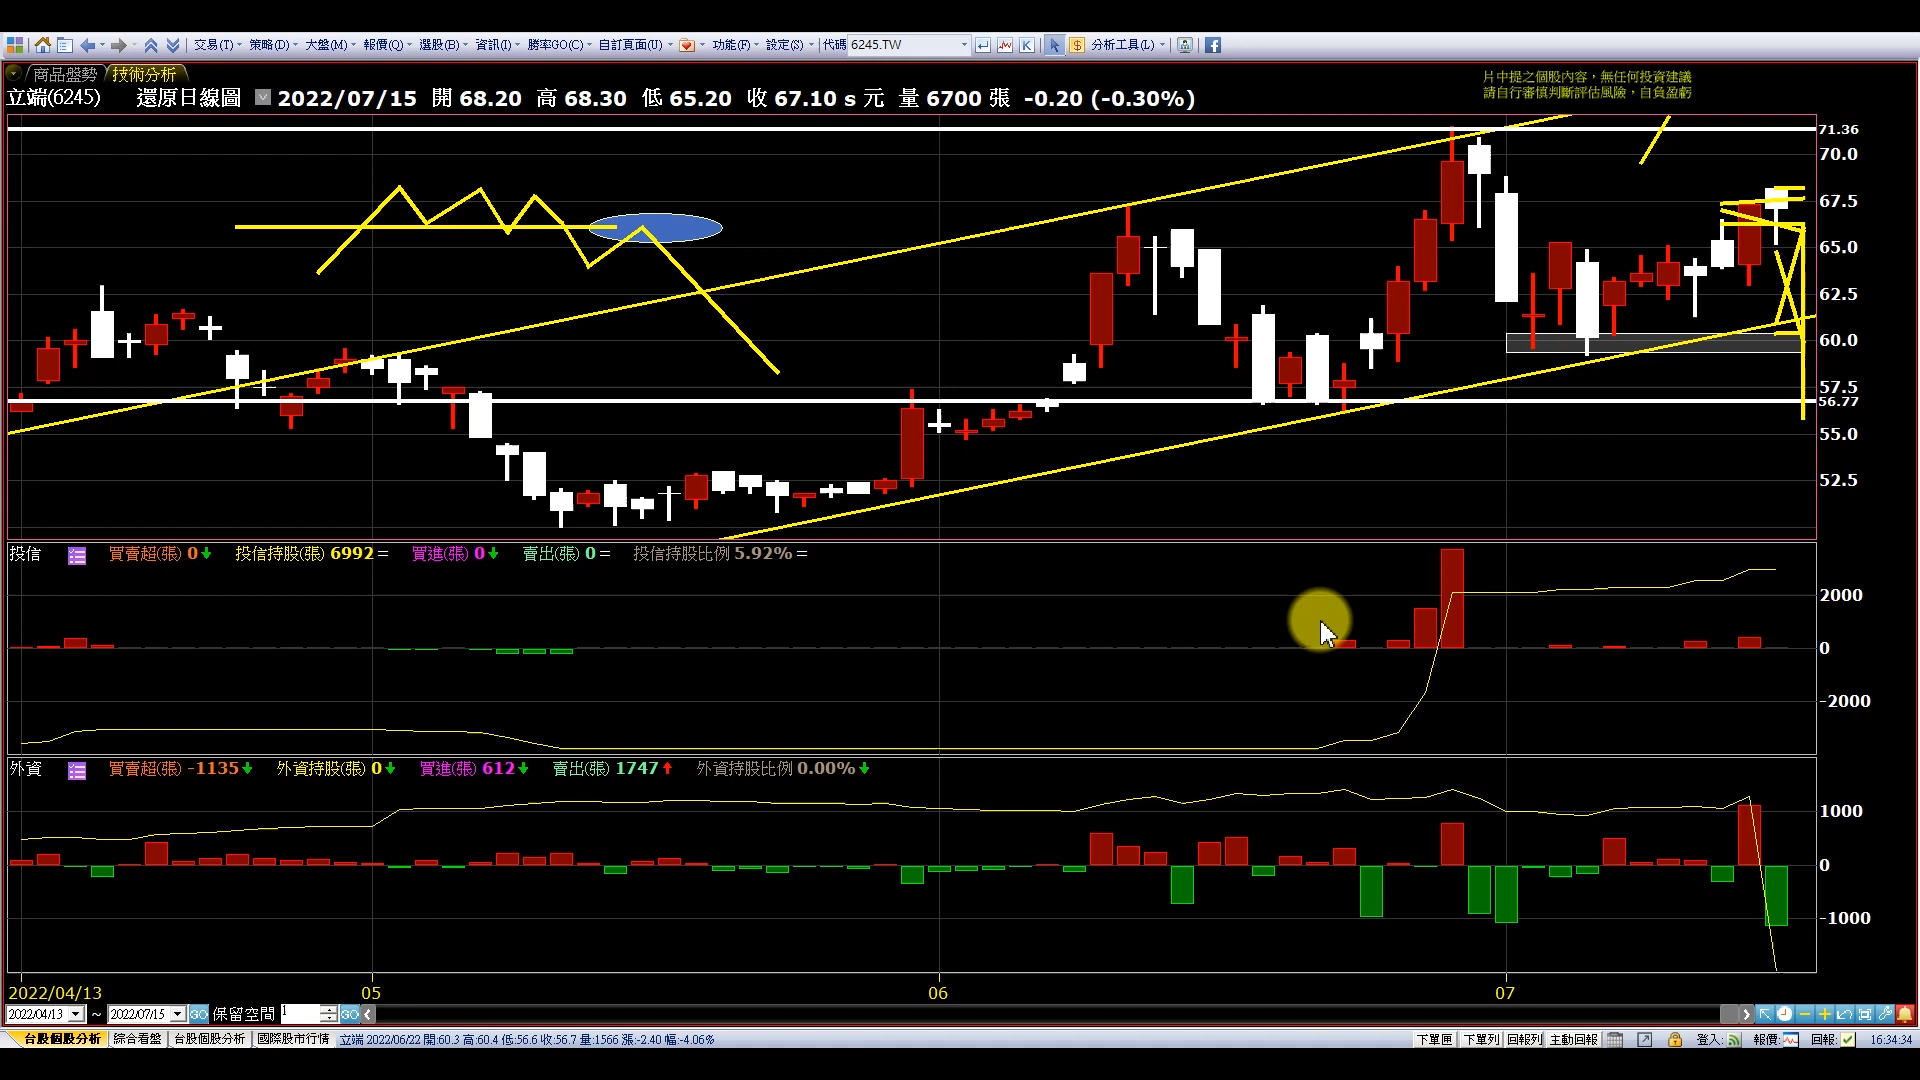 交易(T) 策略(D) 大盤(M) 報價(Q) 選股(B) 資訊(I) 勝率GO(C) 自訂頁面(U) 功能(F) 設定(S) 代碼 6245.TW K $ 分析工具(L)
商品盤勢 技術分析
片中提之個股內容，無任何投資建議
請自行審慎判斷評估風險，自負盈虧
立端(6245) 還原日線圖 2022/07/15 開 68.20 高 68.30 低 65.20 收 67.10 s 元 量 6700 張 -0.20 (-0.30%)
71.36
70.0
67.5
65.0
62.5
60.0
57.5
56.77
55.0
52.5
投信 買賣超(張) 0 投信持股(張) 6992 = 買進(張) 0 賣出(張) 0 = 投信持股比例 5.92% =
2000
0
-2000
外資 買賣超(張) -1135 外資持股(張) 0 買進(張) 612 賣出(張) 1747 外資持股比例 0.00%
1000
0
-1000
2022/04/13 05 06 07
2022/04/13 ~ 2022/07/15 GO 保留空間 1 GO
台股個股分析 綜合看盤 台股個股分析 國際股市行情 立端 2022/06/22 開:60.3 高:60.4 低:56.6 收:56.7 量:1566 漲:-2.40 幅:-4.06% 下單匣 下單列 回報列 主動回報 登入: 報價: 回報: 16:34:34